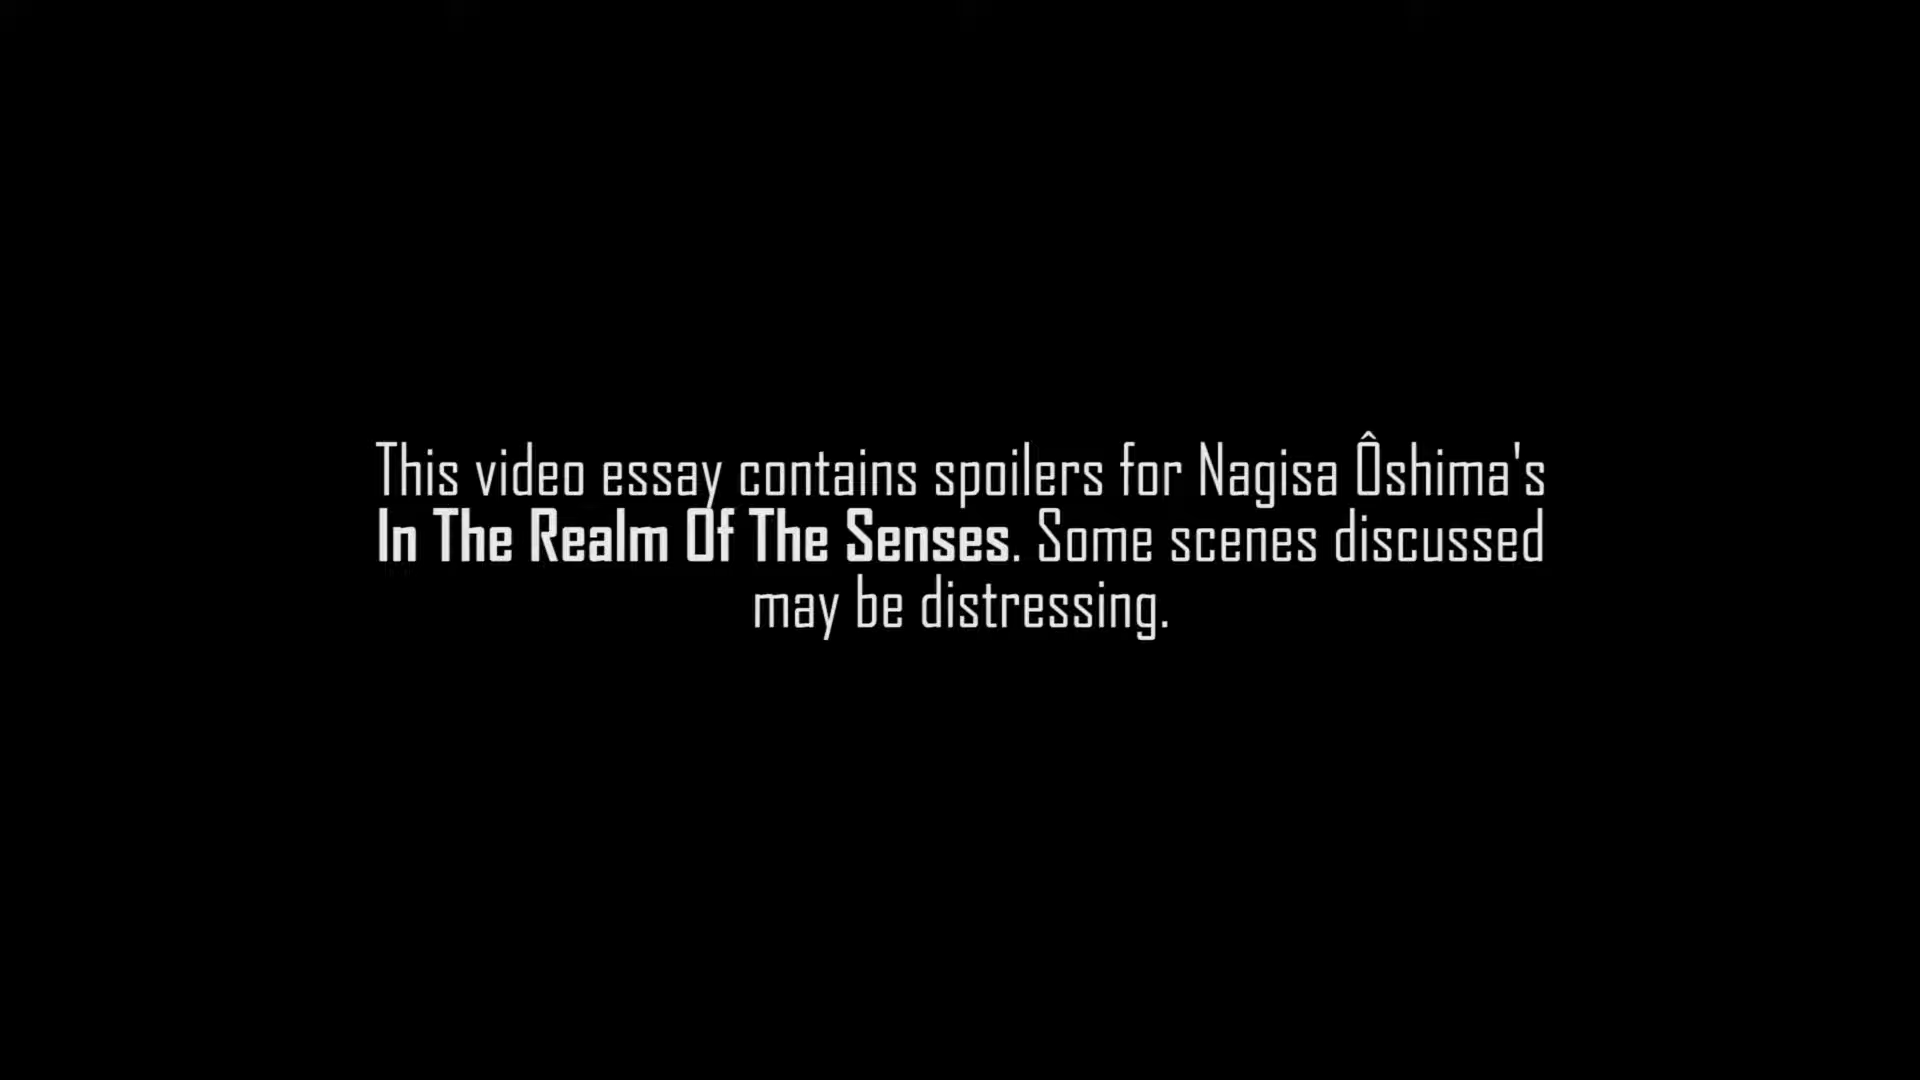 This video essay contains spoilers for Nagisa Ôshima's
In The Realm Of The Senses. Some scenes discussed
may be distressing.